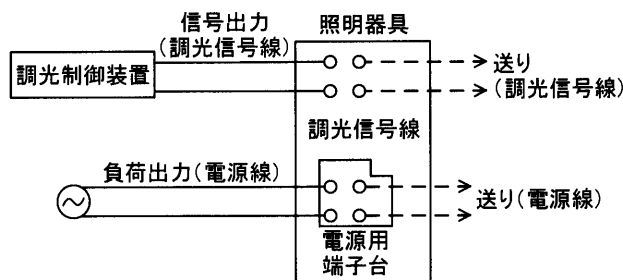 信号出力
(調光信号線)
照明器具
調光制御装置
送り
(調光信号線)
調光信号線
負荷出力(電源線)
送り(電源線)
電源用
端子台